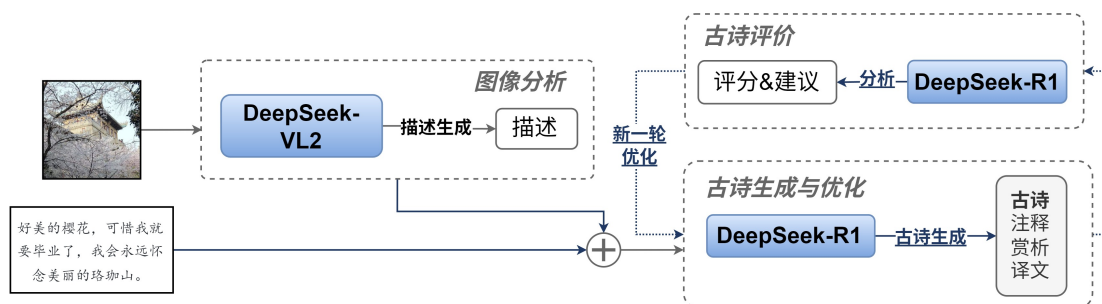 古诗评价
评分&建议
分析
DeepSeek-R1
图像分析
DeepSeek-
VL2
描述生成
描述
新一轮
优化
古诗生成与优化
DeepSeek-R1
古诗生成
古诗
注释
赏析
译文
好美的樱花，可惜我就
要毕业了，我会永远怀
念美丽的珞珈山。